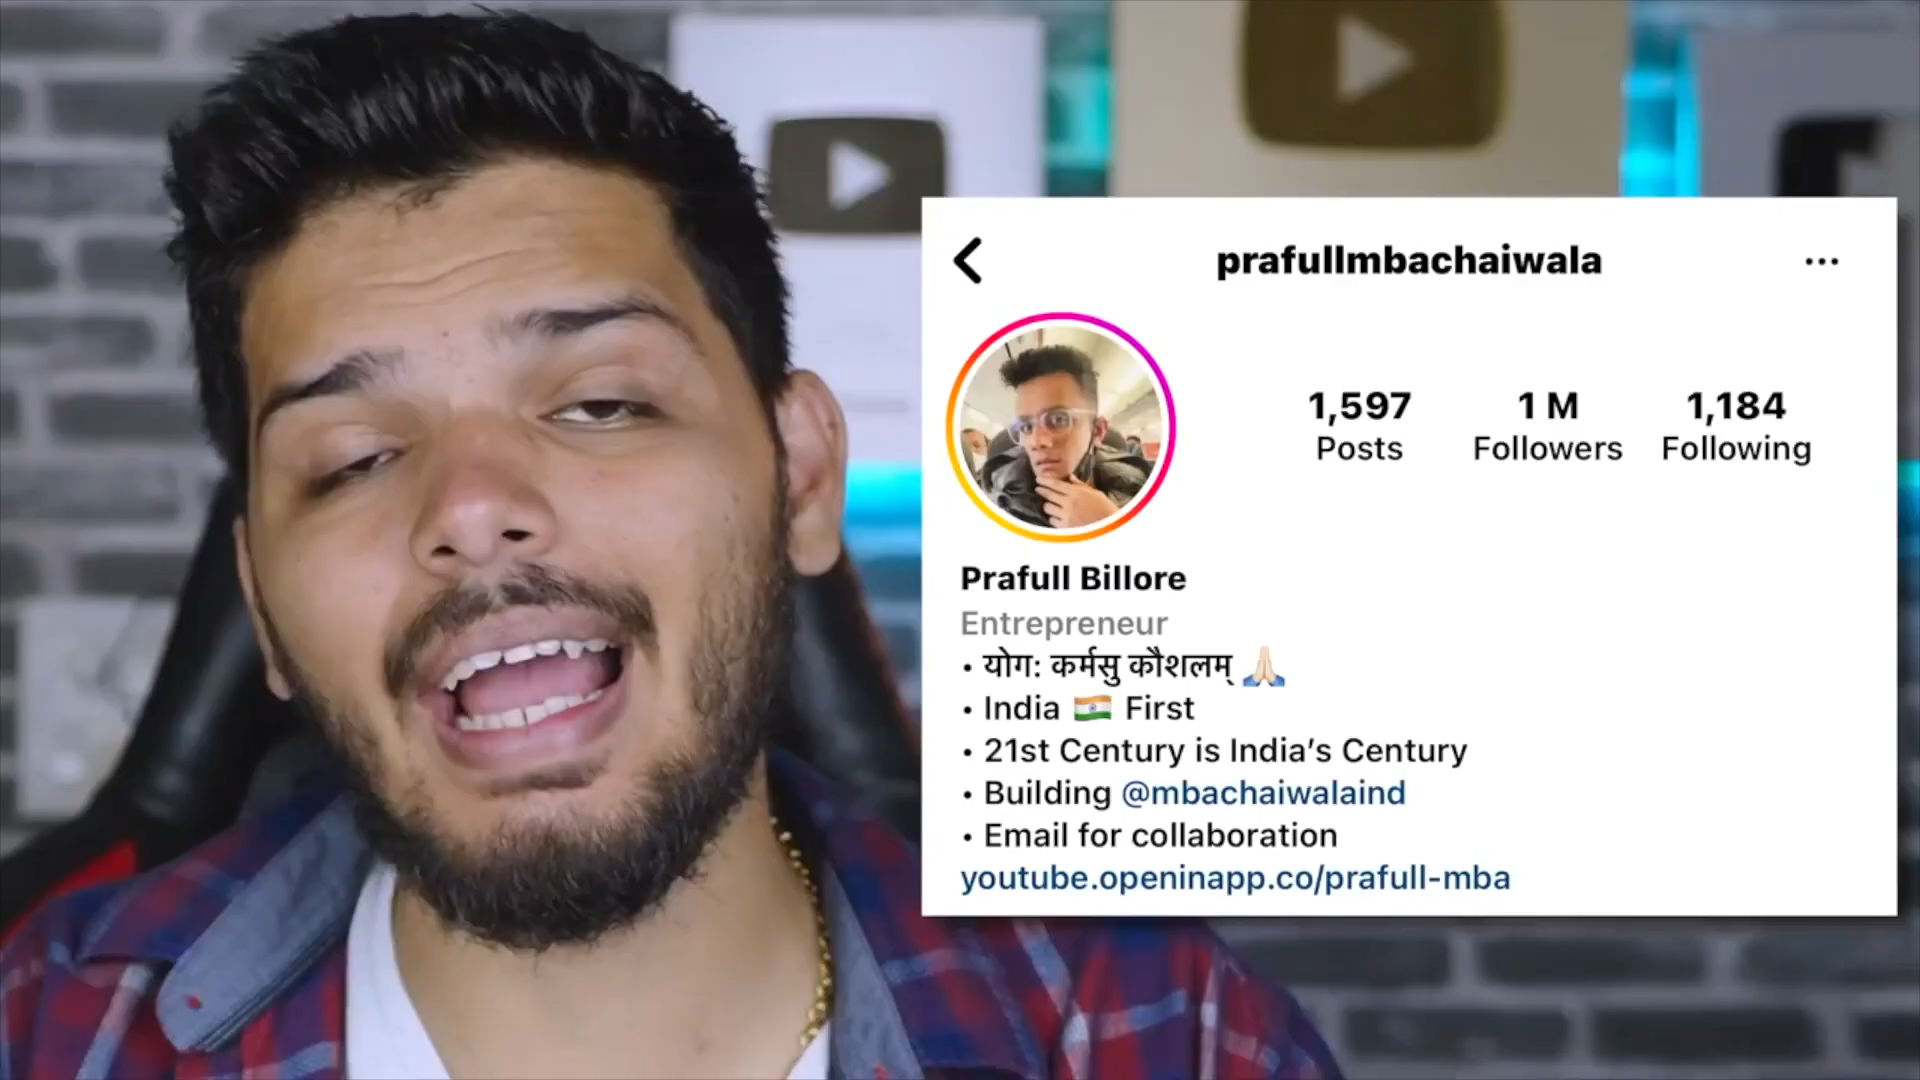 prafullmbachaiwala
1,597 1 M 1,184
Posts Followers Following
Prafull Billore
Entrepreneur
• योग: कर्मसु कौशलम् 🙏🏻
• India 🇮🇳 First
• 21st Century is India’s Century
• Building @mbachaiwalaind
• Email for collaboration
youtube.openinapp.co/prafull-mba